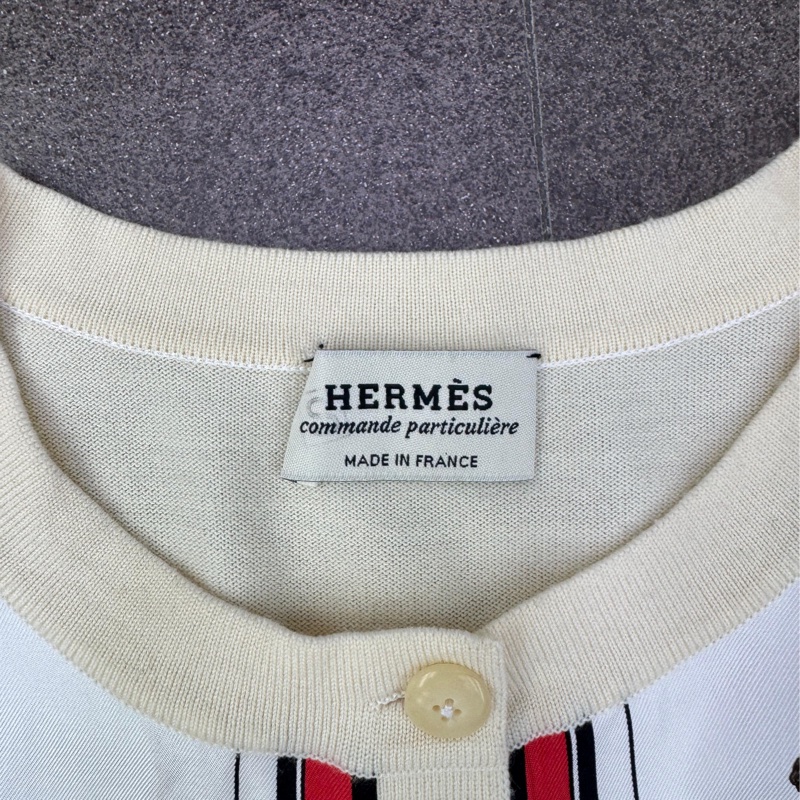 HERMÈS
commande particulière
MADE IN FRANCE